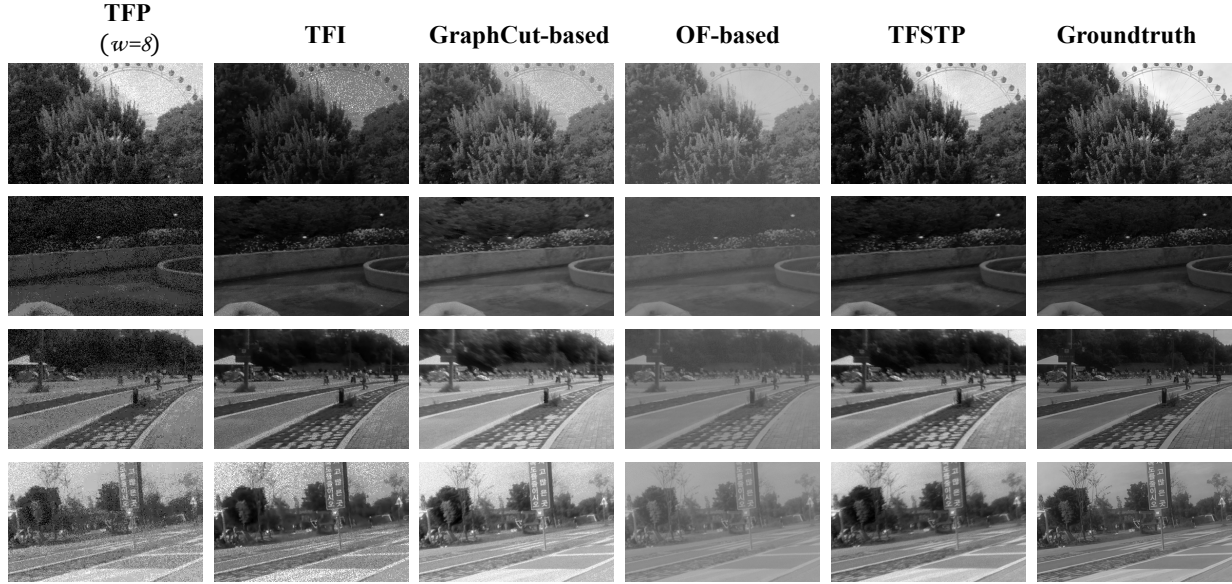 TFP
(w=8)
TFI
GraphCut-based
OF-based
TFSTP
Groundtruth